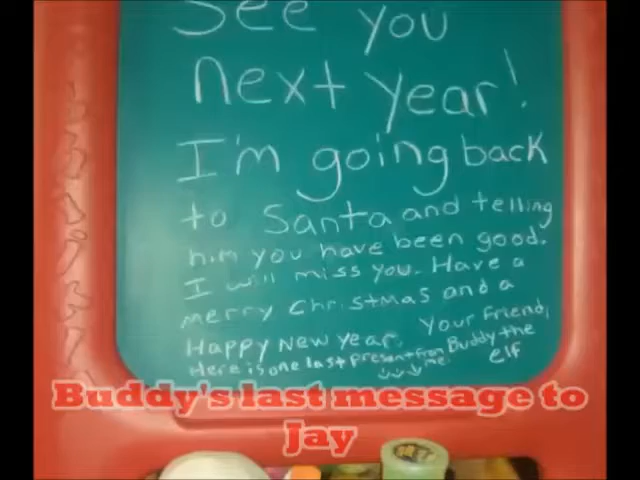 See you
next year!
I'm going back
to Santa and telling
him you have been good.
I will miss you. Have a
merry Christmas and a
Happy New Year. Your friend,
Buddy the
elf
Here is one last present from me.
Buddy's last message to
Jay